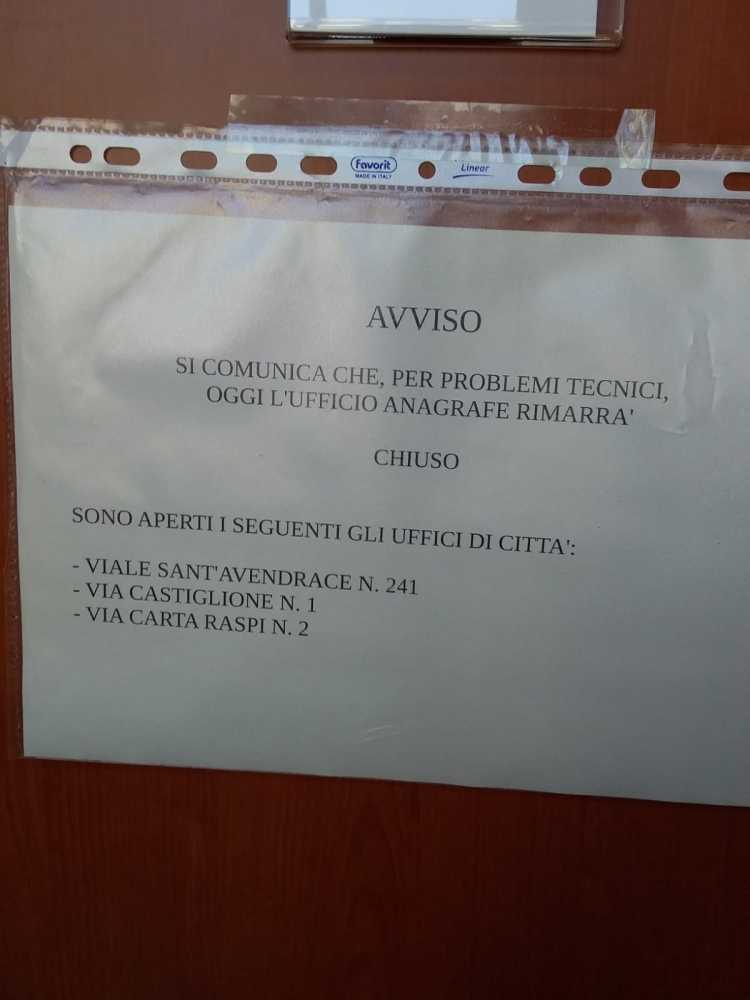 favorit
MADE IN ITALY
Linear
AVVISO
SI COMUNICA CHE, PER PROBLEMI TECNICI,
OGGI L'UFFICIO ANAGRAFE RIMARRA'
CHIUSO
SONO APERTI I SEGUENTI GLI UFFICI DI CITTA':
- VIALE SANT'AVENDRACE N. 241
- VIA CASTIGLIONE N. 1
- VIA CARTA RASPI N. 2